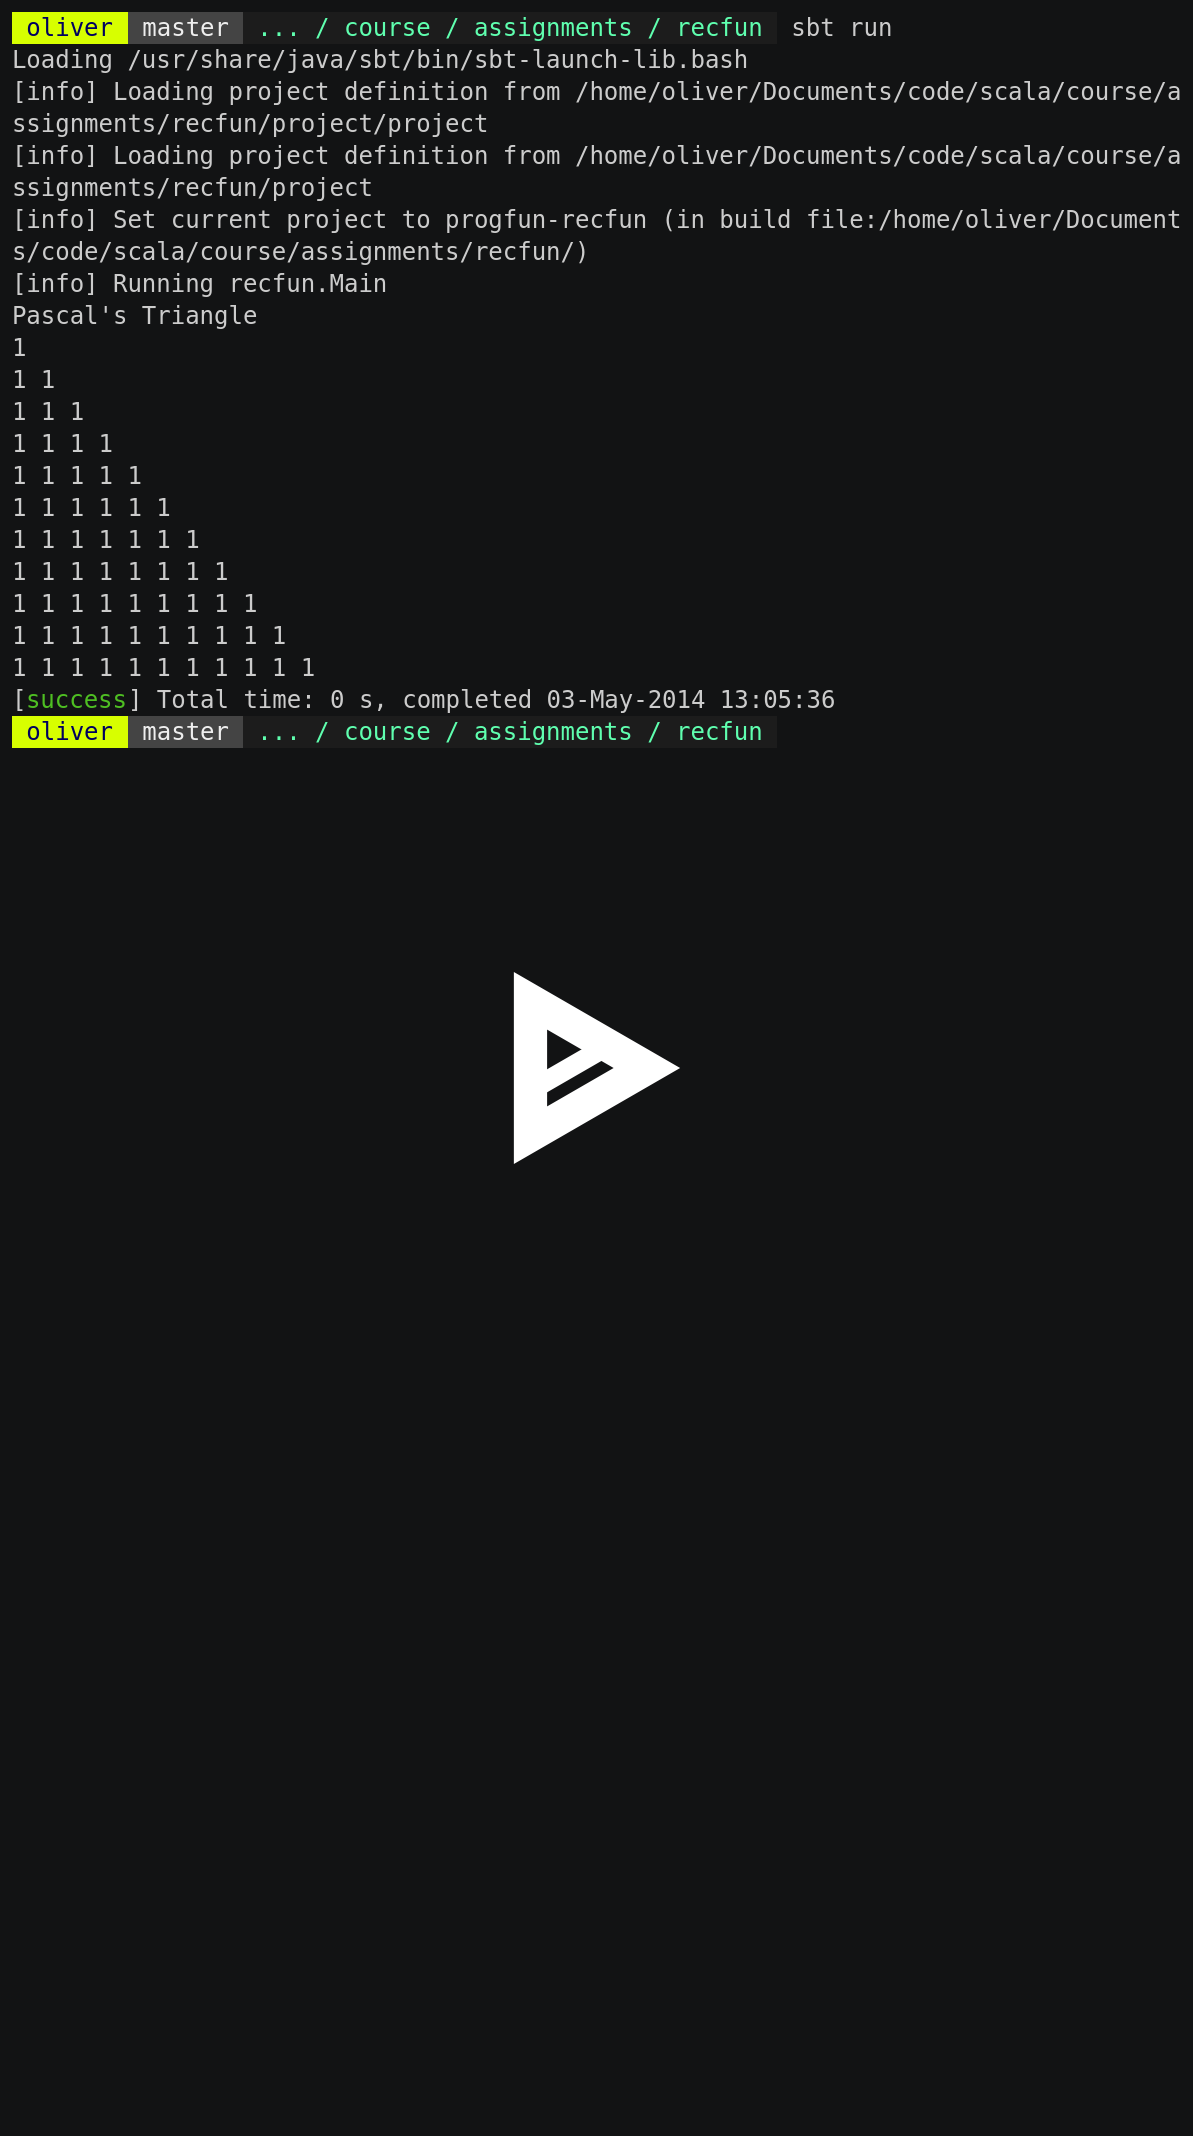 oliver master ... / course / assignments / recfun sbt run
Loading /usr/share/java/sbt/bin/sbt-launch-lib.bash
[info] Loading project definition from /home/oliver/Documents/code/scala/course/a
ssignments/recfun/project/project
[info] Loading project definition from /home/oliver/Documents/code/scala/course/a
ssignments/recfun/project
[info] Set current project to progfun-recfun (in build file:/home/oliver/Document
s/code/scala/course/assignments/recfun/)
[info] Running recfun.Main
Pascal's Triangle
1
1 1
1 1 1
1 1 1 1
1 1 1 1 1
1 1 1 1 1 1
1 1 1 1 1 1 1
1 1 1 1 1 1 1 1
1 1 1 1 1 1 1 1 1
1 1 1 1 1 1 1 1 1 1
1 1 1 1 1 1 1 1 1 1 1
[success] Total time: 0 s, completed 03-May-2014 13:05:36
oliver master ... / course / assignments / recfun